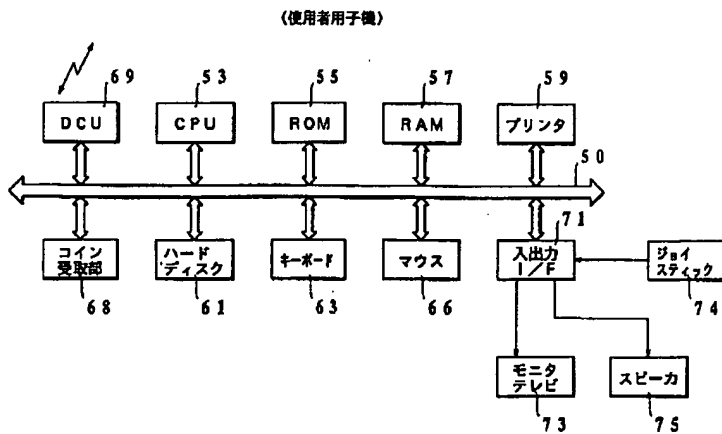 〈使用者用子機〉
69
53
55
57
59
DCU
CPU
ROM
RAM
プリンタ
50
71
コイン
受取部
ハード
ディスク
キーボード
マウス
入出力
I/F
ジョイ
スティック
68
61
63
66
74
モニタ
テレビ
スピーカ
73
75